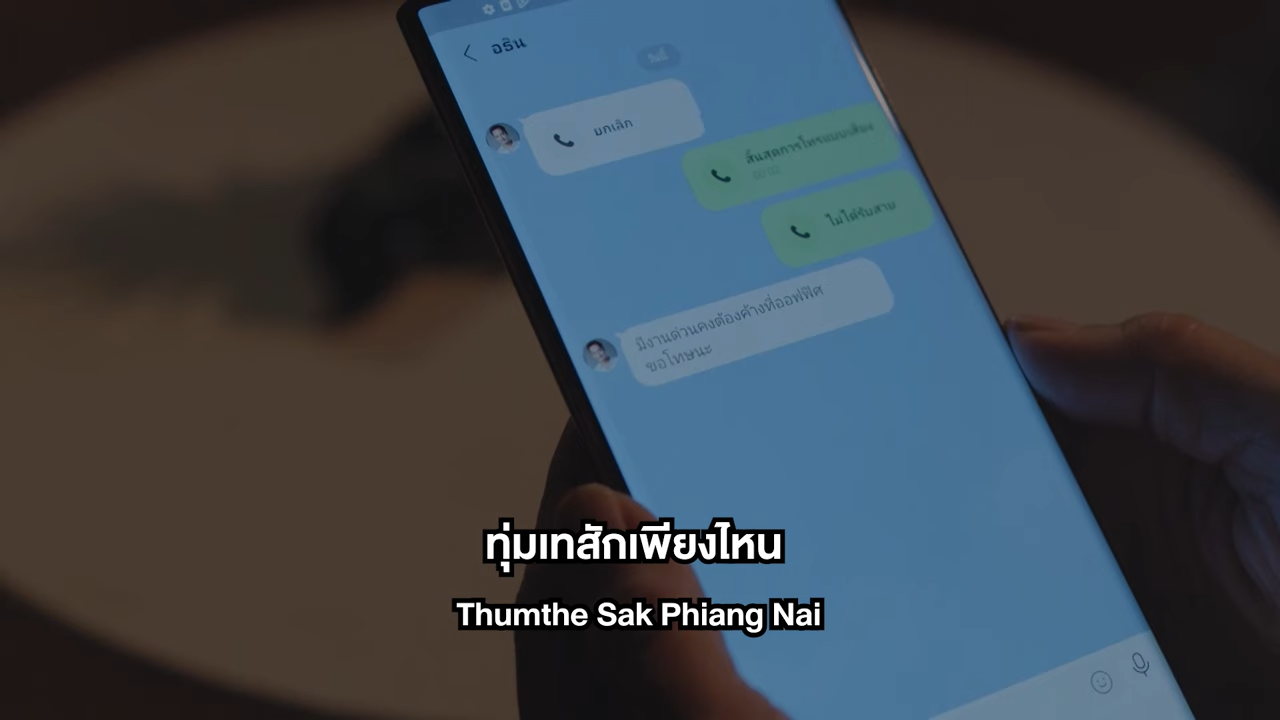 อริน
วันนี้
ยกเลิก
สิ้นสุดการโทรแบบเสียง
ไม่ได้รับสาย
มีงานด่วนคงต้องค้างที่ออฟฟิศ
ขอโทษนะ
ทุ่มเทสักเพียงไหน
Thumthe Sak Phiang Nai